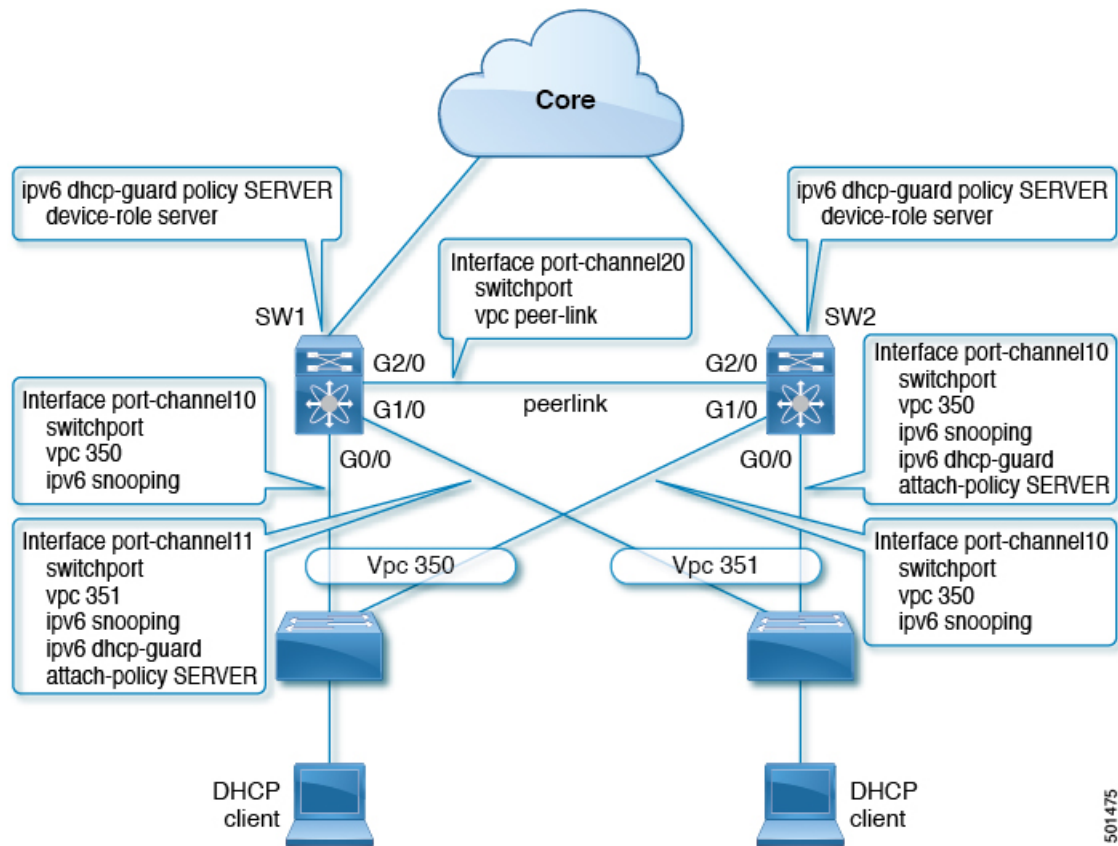 Core
ipv6 dhcp-guard policy SERVER
device-role server
ipv6 dhcp-guard policy SERVER
device-role server
Interface port-channel20
switchport
vpc peer-link
SW1
SW2
G2/0
G2/0
peerlink
G1/0
G1/0
G0/0
G0/0
Interface port-channel10
switchport
vpc 350
ipv6 snooping
Interface port-channel10
switchport
vpc 350
ipv6 snooping
ipv6 dhcp-guard
attach-policy SERVER
Interface port-channel11
switchport
vpc 351
ipv6 snooping
ipv6 dhcp-guard
attach-policy SERVER
Vpc 350
Vpc 351
Interface port-channel10
switchport
vpc 350
ipv6 snooping
DHCP
client
DHCP
client
501475